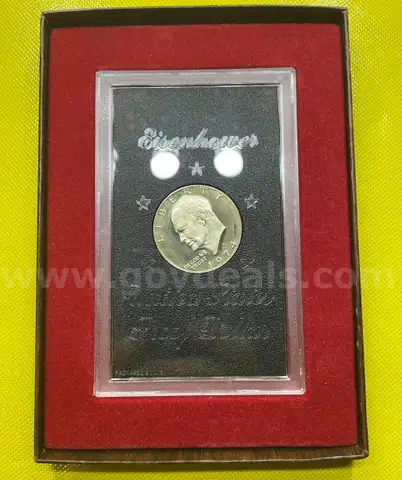 Eisenhower
LIBERTY
IN GOD WE
TRUST
1974
www.govdeals.com
United States
Proof Dollar